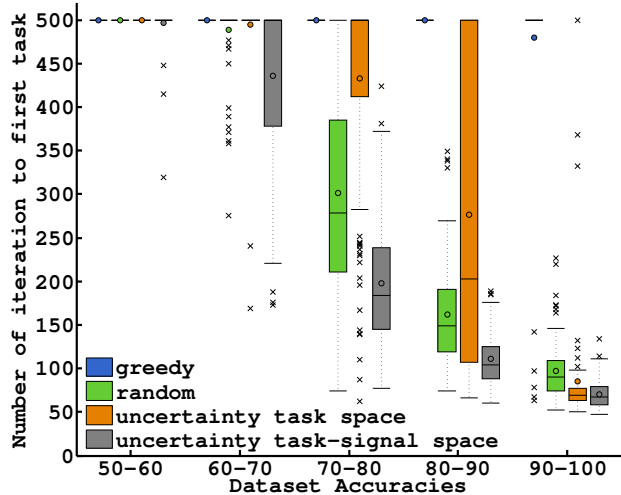 Number of iteration to first task
500
450
400
350
300
250
200
150
100
50
0
greedy
random
uncertainty task space
uncertainty task-signal space
50-60 60-70 70-80 80-90 90-100
Dataset Accuracies